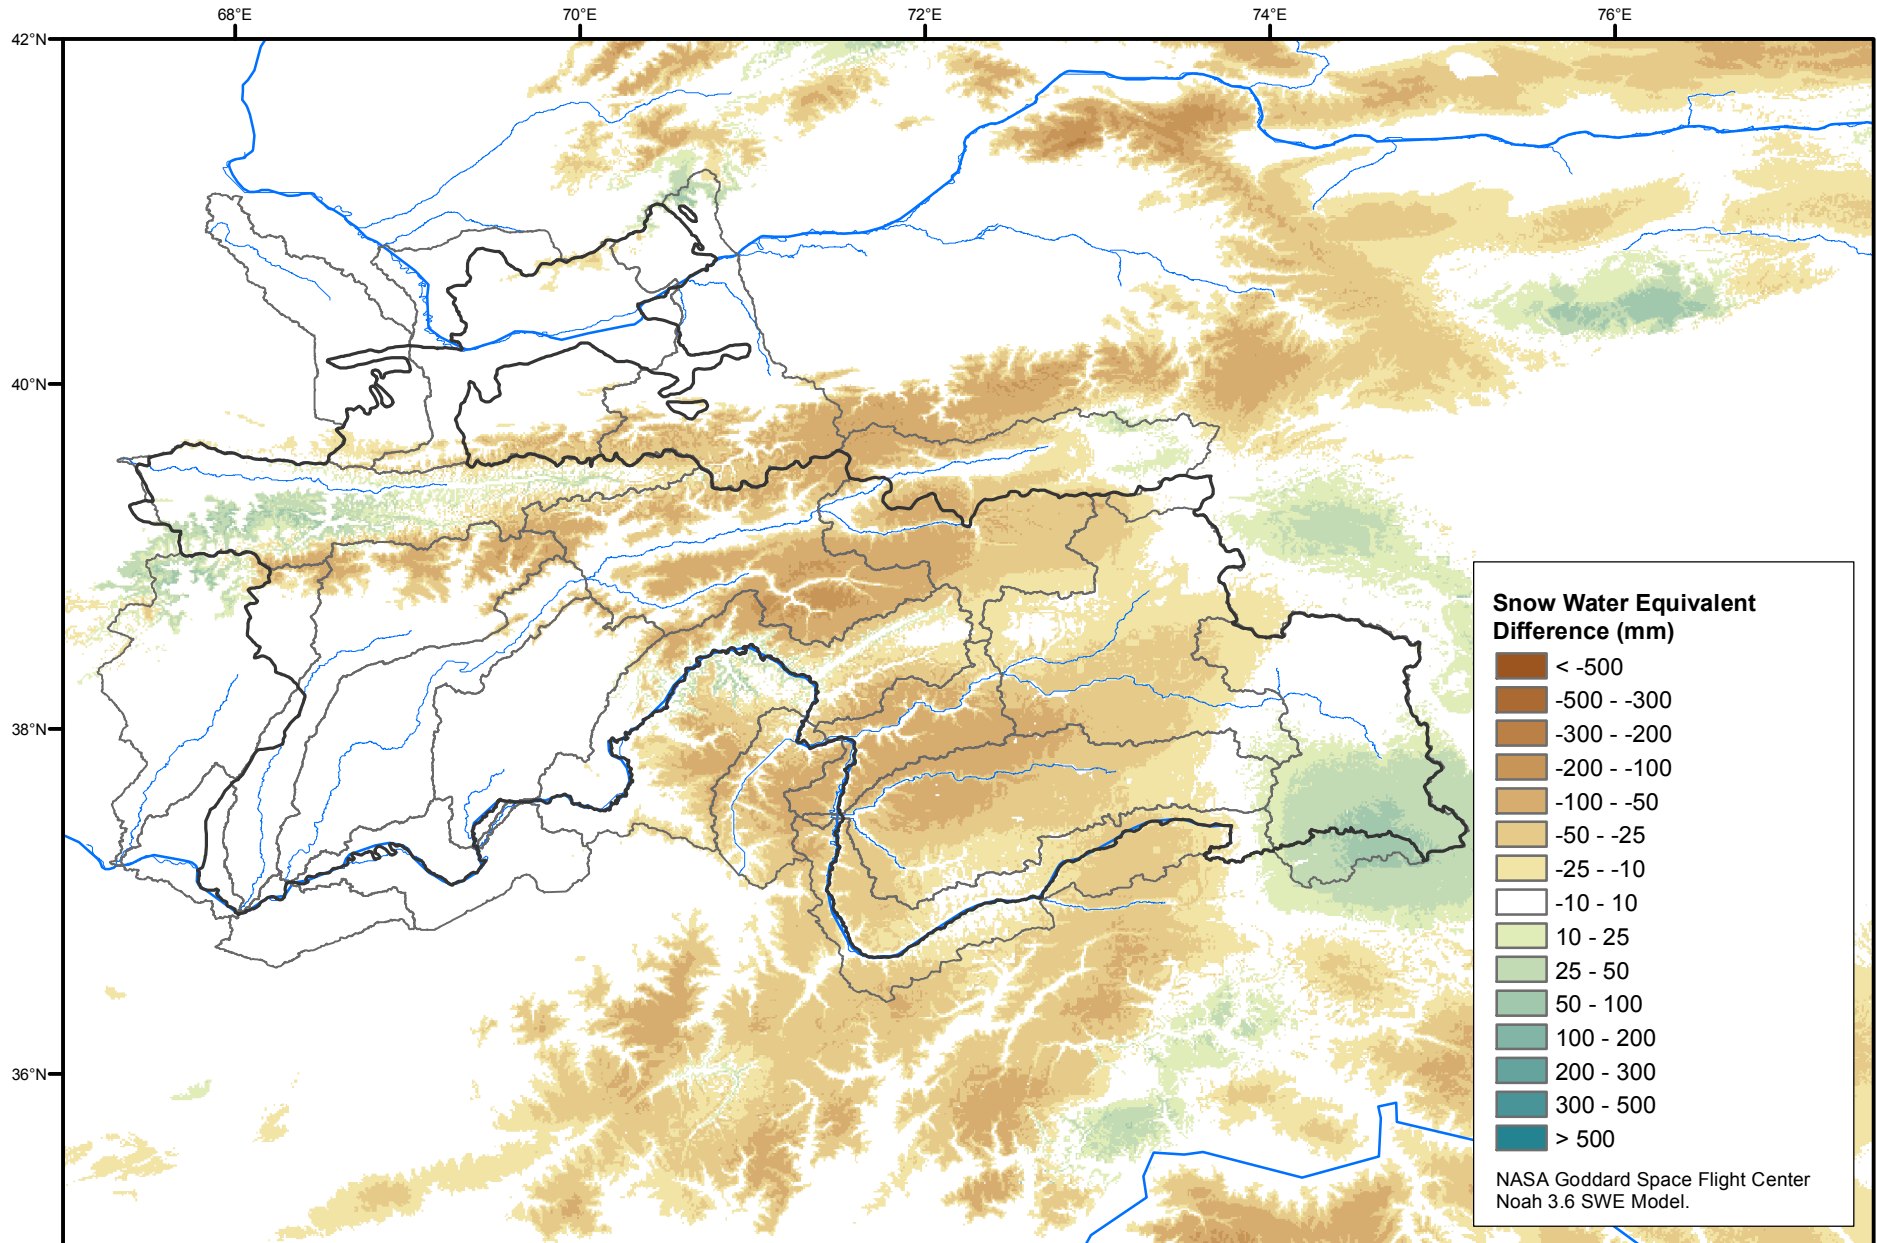 68°E 70°E 72°E 74°E 76°E
42°N
40°N
38°N
36°N
Snow Water Equivalent
Difference (mm)
< -500
-500 - -300
-300 - -200
-200 - -100
-100 - -50
-50 - -25
-25 - -10
-10 - 10
10 - 25
25 - 50
50 - 100
100 - 200
200 - 300
300 - 500
> 500
NASA Goddard Space Flight Center
Noah 3.6 SWE Model.